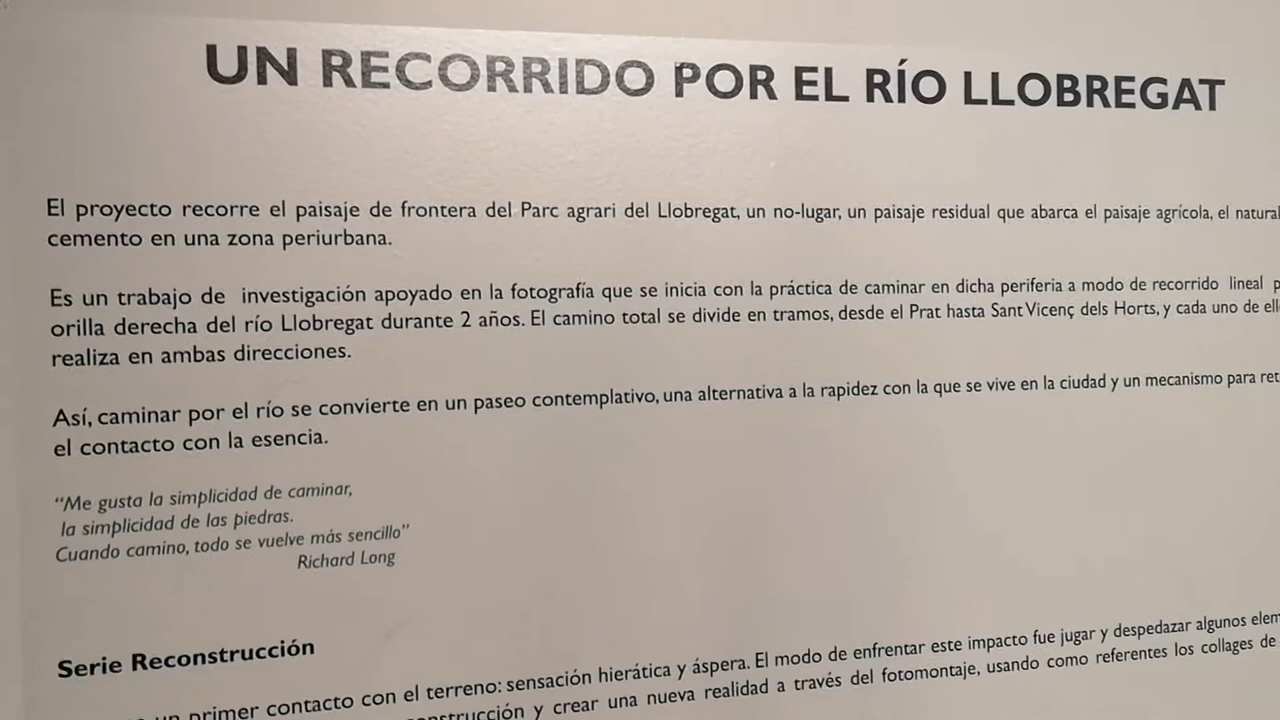 UN RECORRIDO POR EL RÍO LLOBREGAT
El proyecto recorre el paisaje de frontera del Parc agrari del Llobregat, un no-lugar, un paisaje residual que abarca el paisaje agrícola, el natural
cemento en una zona periurbana.
Es un trabajo de investigación apoyado en la fotografía que se inicia con la práctica de caminar en dicha periferia a modo de recorrido lineal
orilla derecha del río Llobregat durante 2 años. El camino total se divide en tramos, desde el Prat hasta Sant Vicenç dels Horts, y cada uno de
realiza en ambas direcciones.
Así, caminar por el río se convierte en un paseo contemplativo, una alternativa a la rapidez con la que se vive en la ciudad y un mecanismo para
el contacto con la esencia.
“Me gusta la simplicidad de caminar,
la simplicidad de las piedras.
Cuando camino, todo se vuelve más sencillo”
Richard Long
Serie Reconstrucción
un primer contacto con el terreno: sensación hierática y áspera. El modo de enfrentar este impacto fue jugar y despedazar algunos
y crear una nueva realidad a través del fotomontaje, usando como referentes los collages de